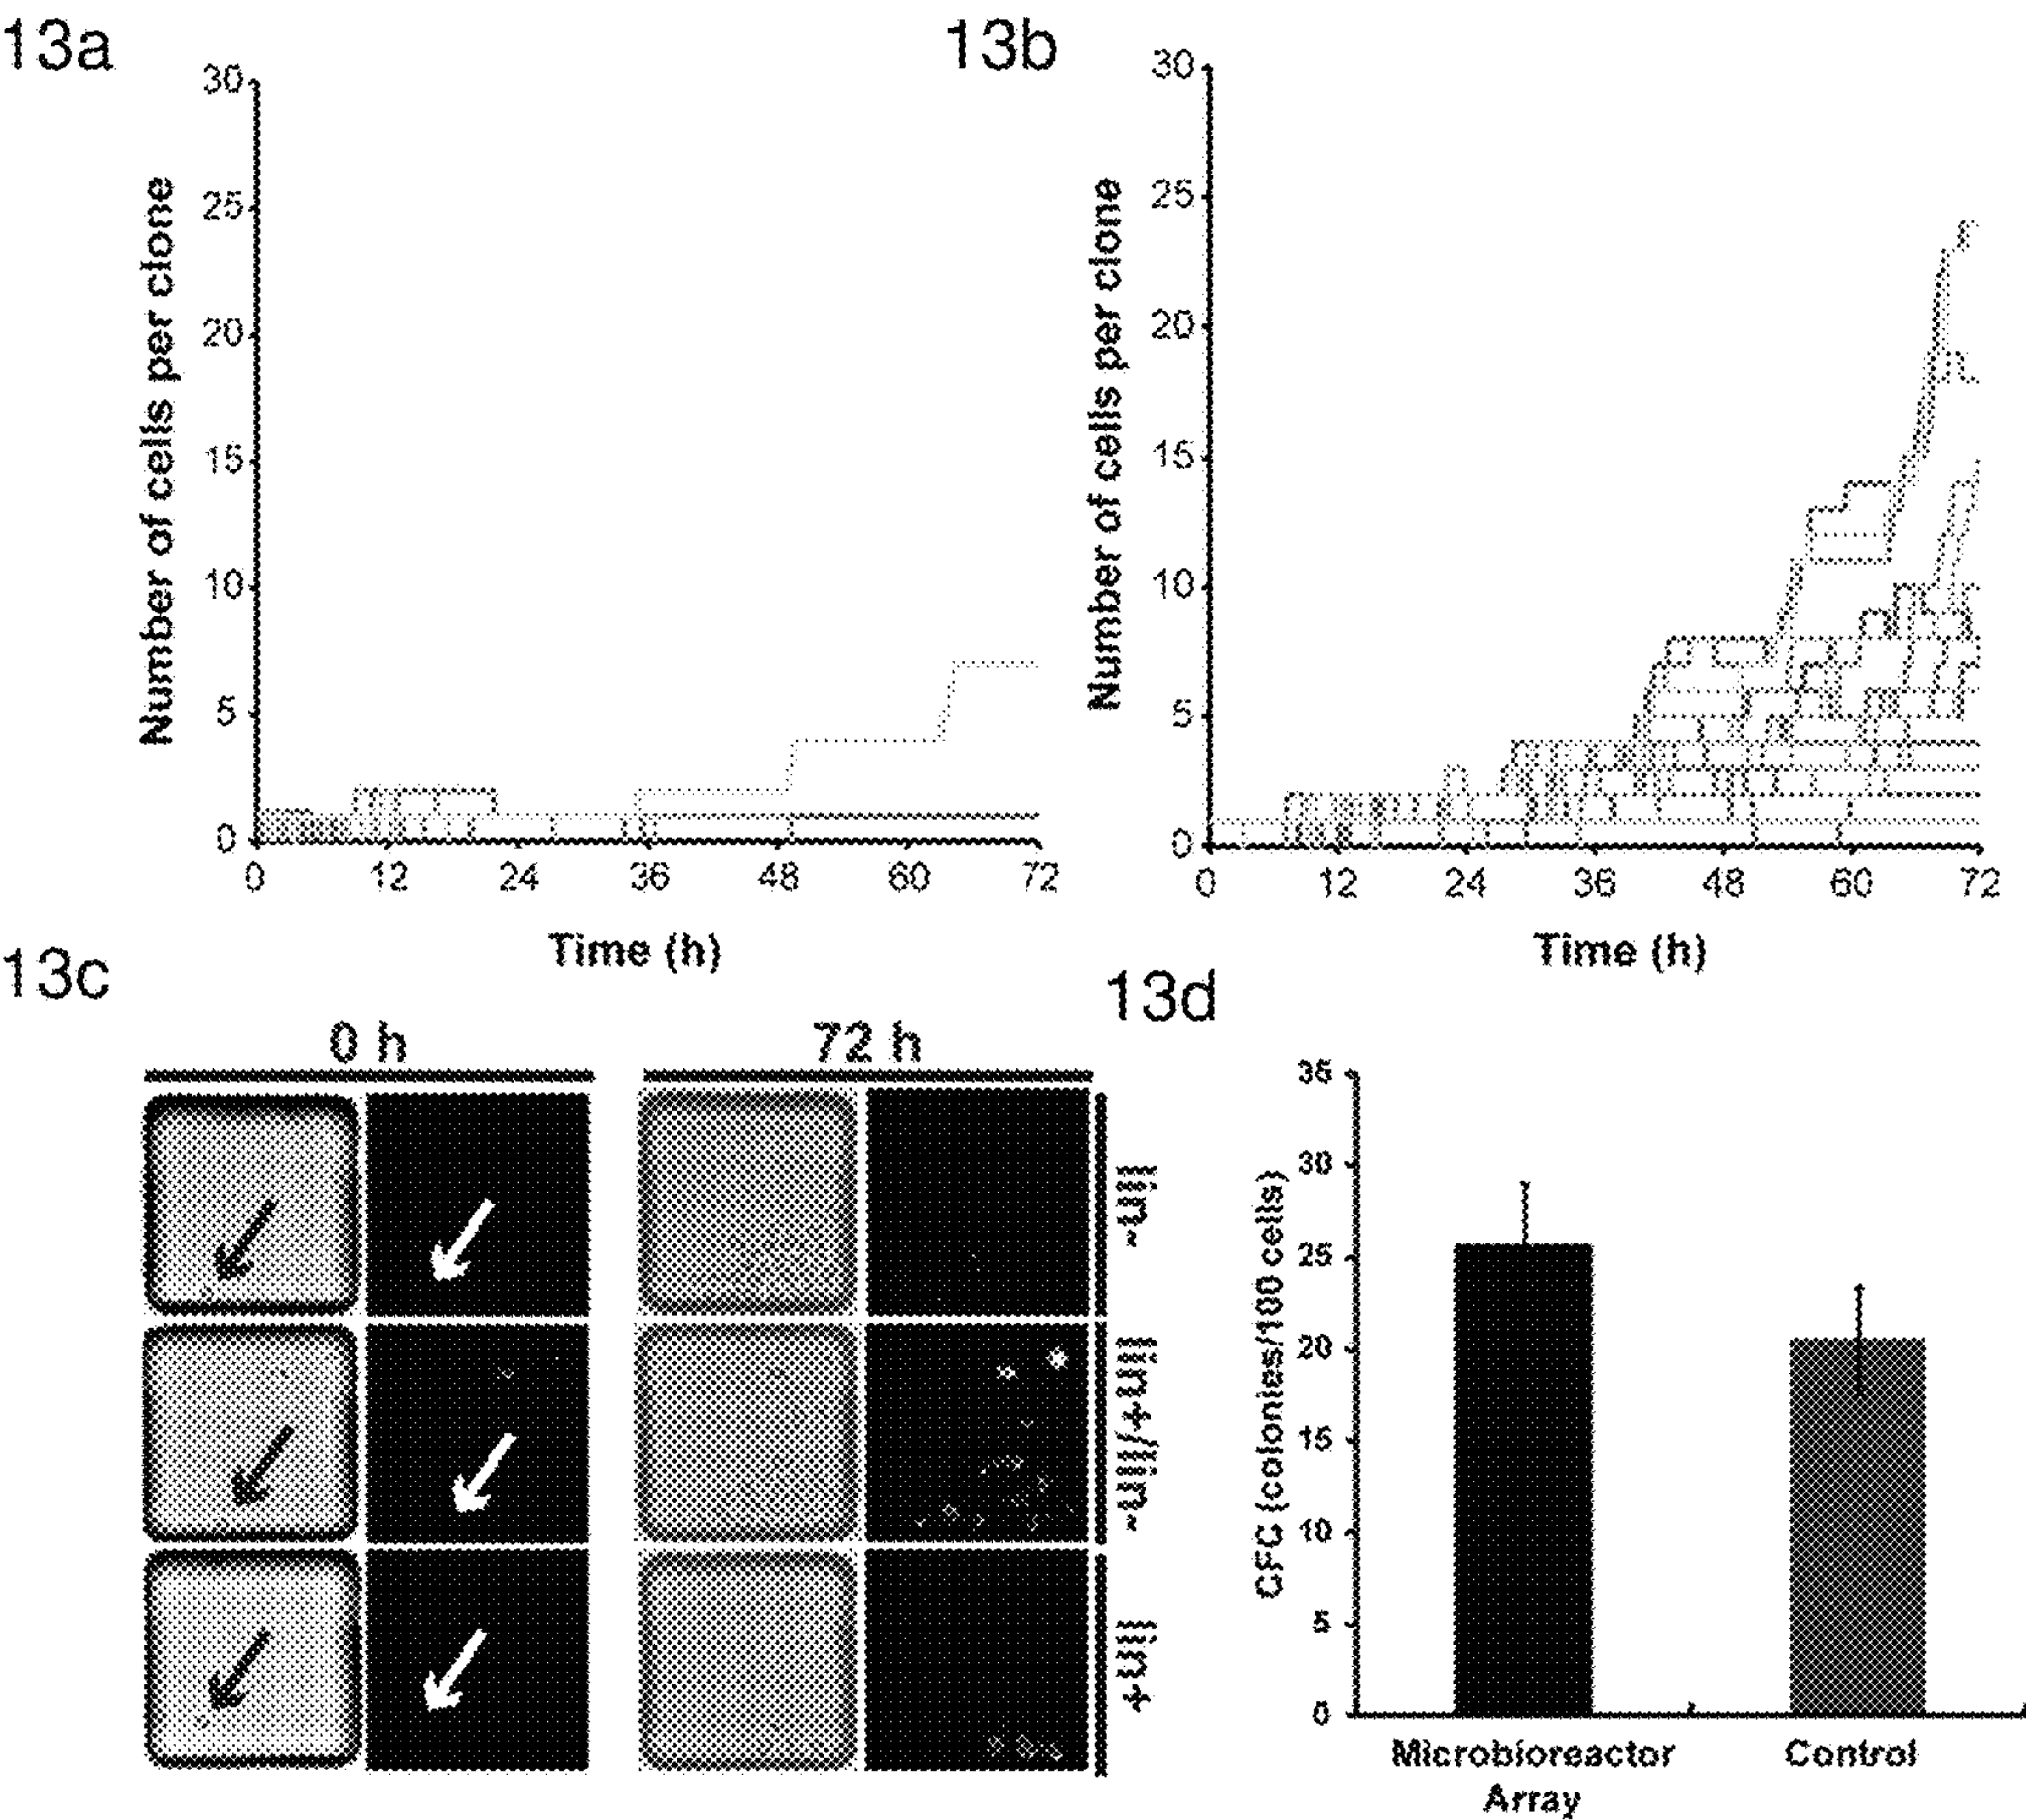 13a
30
25
20
15
10
5
0
Number of cells per clone
0 12 24 36 48 60 72
Time (h)
13b
30
25
20
15
10
5
0
Number of cells per clone
0 12 24 36 48 60 72
Time (h)
13c
0 h 72 h
lin-
lin+/lin-
lin+
13d
35
30
25
20
15
10
5
0
CFC (colonies/100 cells)
Microbioreactor Control
Array